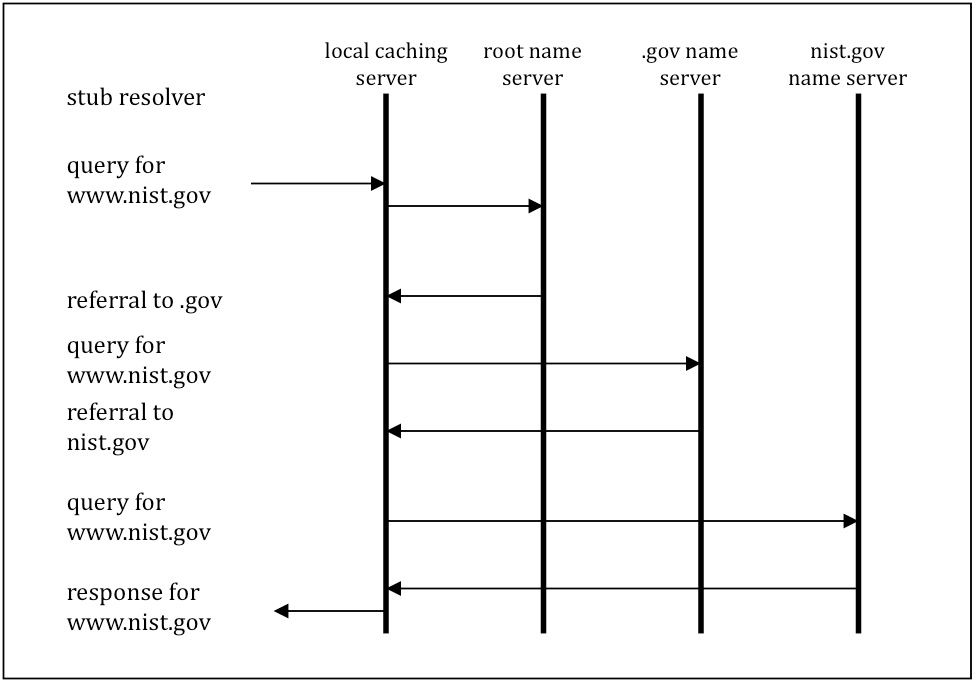 local caching
server
root name
server
.gov name
server
nist.gov
name server
stub resolver
query for
www.nist.gov
referral to .gov
query for
www.nist.gov
referral to
nist.gov
query for
www.nist.gov
response for
www.nist.gov